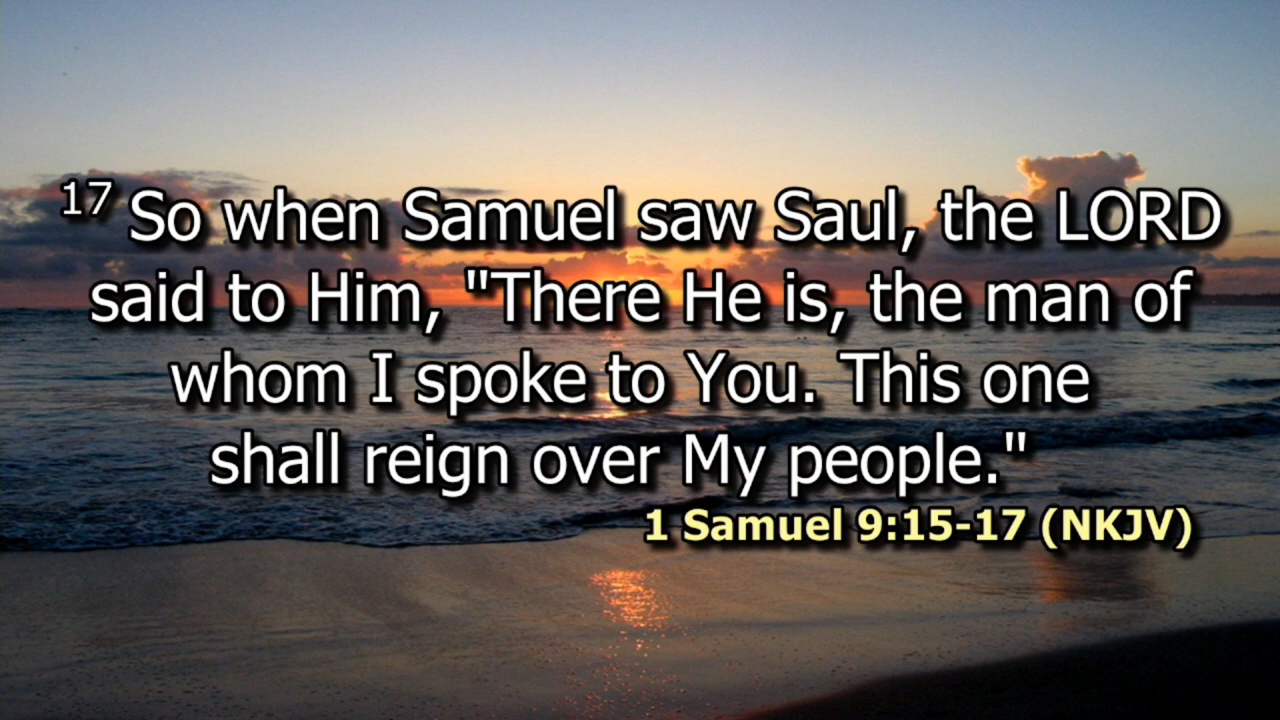 17 So when Samuel saw Saul, the LORD
said to Him, "There He is, the man of
whom I spoke to You. This one
shall reign over My people."
1 Samuel 9:15-17 (NKJV)